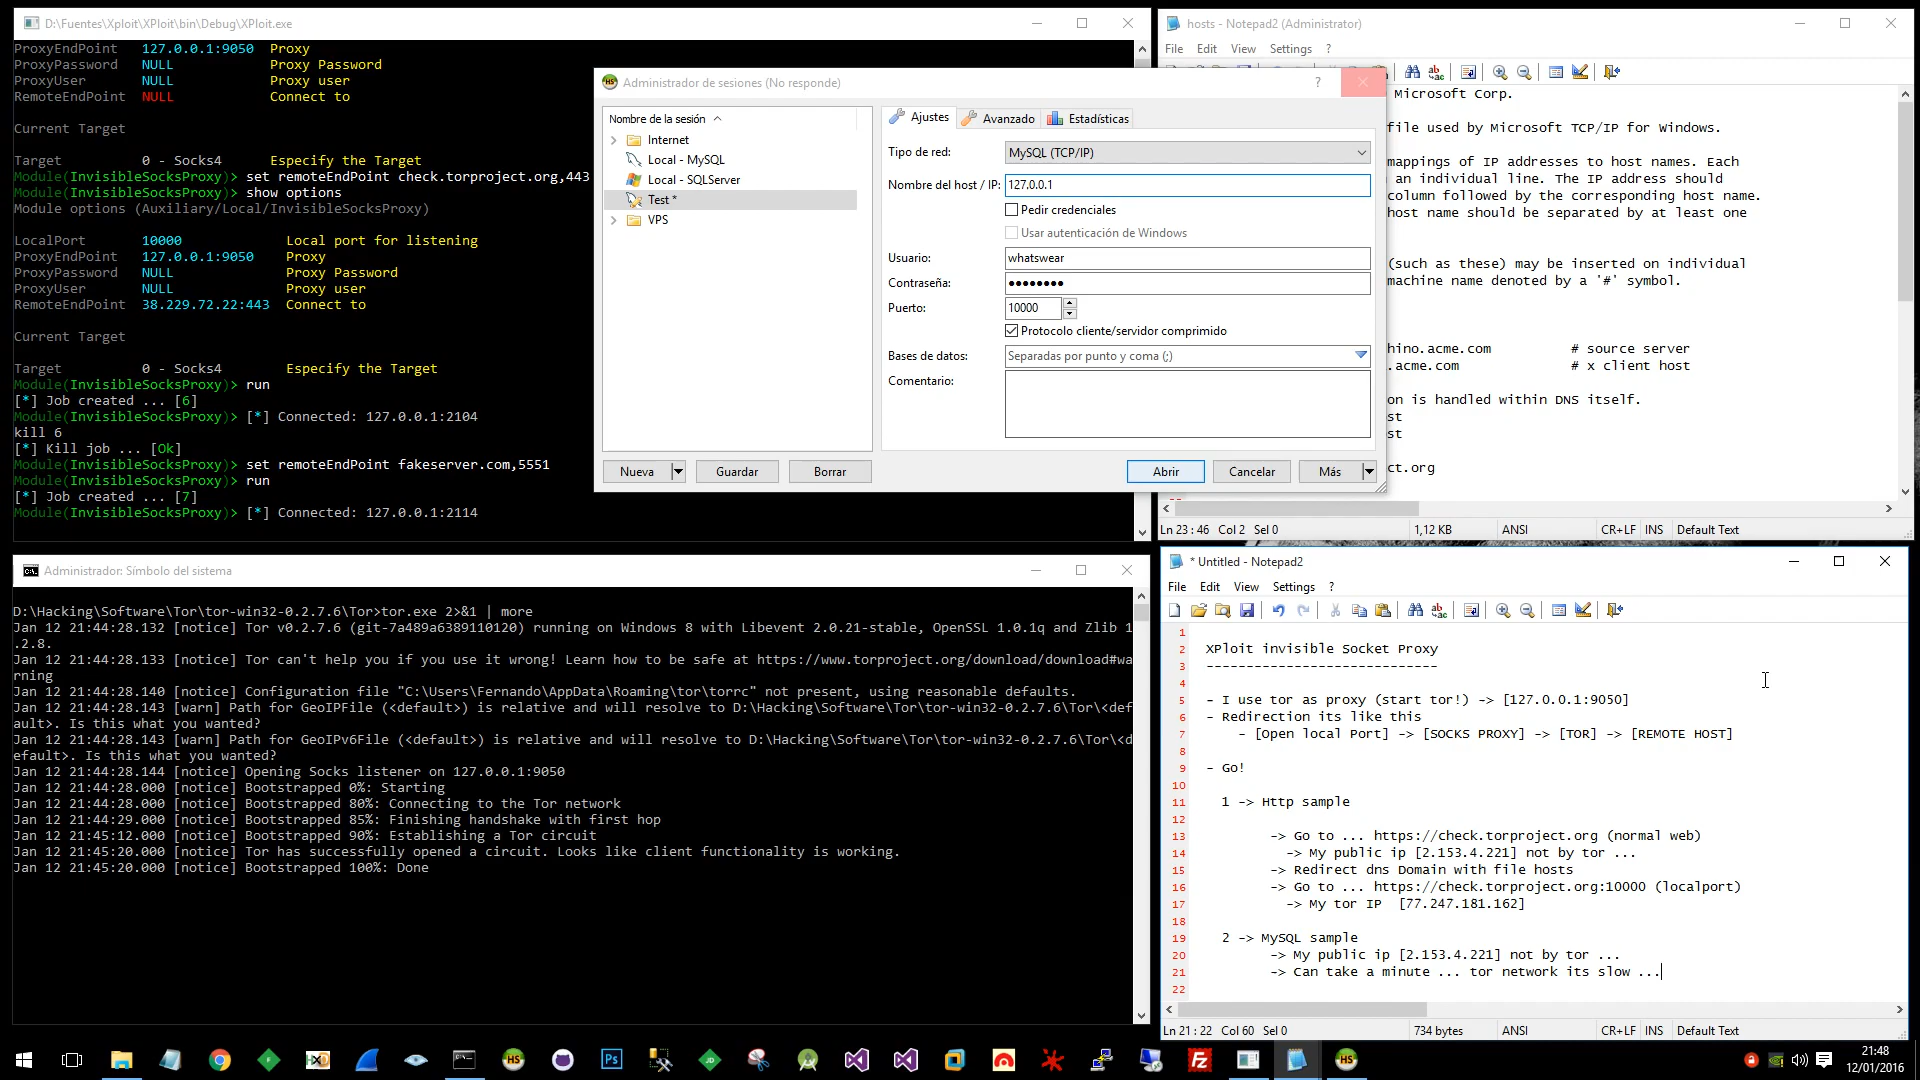 D:\Fuentes\Xploit\XPloit\bin\Debug\XPloit.exe
ProxyEndPoint   127.0.0.1:9050  Proxy
ProxyPassword   NULL            Proxy Password
ProxyUser       NULL            Proxy user
RemoteEndPoint  NULL            Connect to
Current Target
Target          0 - Socks4      Especify the Target
Module(InvisibleSocksProxy)> set remoteEndPoint check.torproject.org,443
Module(InvisibleSocksProxy)> show options
Module options (Auxiliary/Local/InvisibleSocksProxy)
LocalPort       10000             Local port for listening
ProxyEndPoint   127.0.0.1:9050    Proxy
ProxyPassword   NULL              Proxy Password
ProxyUser       NULL              Proxy user
RemoteEndPoint  38.229.72.22:443  Connect to
Current Target
Target          0 - Socks4        Especify the Target
Module(InvisibleSocksProxy)> run
[*] Job created ... [6]
Module(InvisibleSocksProxy)> [*] Connected: 127.0.0.1:2104
kill 6
[*] Kill job ... [Ok]
Module(InvisibleSocksProxy)> set remoteEndPoint fakeserver.com,5551
Module(InvisibleSocksProxy)> run
[*] Job created ... [7]
Module(InvisibleSocksProxy)> [*] Connected: 127.0.0.1:2114
Administrador de sesiones (No responde)
?
Nombre de la sesión
Internet
Local - MySQL
Local - SQLServer
Test *
VPS
Ajustes
Avanzado
Estadísticas
Tipo de red:
MySQL (TCP/IP)
Nombre del host / IP:
127.0.0.1
Pedir credenciales
Usar autenticación de Windows
Usuario:
whatswear
Contraseña:
●●●●●●●●
Puerto:
10000
Protocolo cliente/servidor comprimido
Bases de datos:
Separadas por punto y coma (;)
Comentario:
Nueva
Guardar
Borrar
Abrir
Cancelar
Más
hosts - Notepad2 (Administrator)
File Edit View Settings ?
Microsoft Corp.
file used by Microsoft TCP/IP for Windows.
mappings of IP addresses to host names. Each
an individual line. The IP address should
column followed by the corresponding host name.
host name should be separated by at least one
(such as these) may be inserted on individual
machine name denoted by a '#' symbol.
hino.acme.com          # source server
.acme.com              # x client host
on is handled within DNS itself.
st
st
ct.org
Ln 23 : 46 Col 2 Sel 0
1,12 KB
ANSI
CR+LF INS Default Text
Administrador: Símbolo del sistema
D:\Hacking\Software\Tor\tor-win32-0.2.7.6\Tor>tor.exe 2>&1 | more
Jan 12 21:44:28.132 [notice] Tor v0.2.7.6 (git-7a489a6389110120) running on Windows 8 with Libevent 2.0.21-stable, OpenSSL 1.0.1q and Zlib 1
.2.8.
Jan 12 21:44:28.133 [notice] Tor can't help you if you use it wrong! Learn how to be safe at https://www.torproject.org/download/download#wa
rning
Jan 12 21:44:28.140 [notice] Configuration file "C:\Users\Fernando\AppData\Roaming\tor\torrc" not present, using reasonable defaults.
Jan 12 21:44:28.143 [warn] Path for GeoIPFile (<default>) is relative and will resolve to D:\Hacking\Software\Tor\tor-win32-0.2.7.6\Tor\<def
ault>. Is this what you wanted?
Jan 12 21:44:28.143 [warn] Path for GeoIPv6File (<default>) is relative and will resolve to D:\Hacking\Software\Tor\tor-win32-0.2.7.6\Tor\<d
efault>. Is this what you wanted?
Jan 12 21:44:28.144 [notice] Opening Socks listener on 127.0.0.1:9050
Jan 12 21:44:28.000 [notice] Bootstrapped 0%: Starting
Jan 12 21:44:28.000 [notice] Bootstrapped 80%: Connecting to the Tor network
Jan 12 21:44:29.000 [notice] Bootstrapped 85%: Finishing handshake with first hop
Jan 12 21:45:12.000 [notice] Bootstrapped 90%: Establishing a Tor circuit
Jan 12 21:45:20.000 [notice] Tor has successfully opened a circuit. Looks like client functionality is working.
Jan 12 21:45:20.000 [notice] Bootstrapped 100%: Done
* Untitled - Notepad2
File Edit View Settings ?
1
2 XPloit invisible Socket Proxy
3 -----------------------------
4
5 - I use tor as proxy (start tor!) -> [127.0.0.1:9050]
6 - Redirection its like this
7 - [Open local Port] -> [SOCKS PROXY] -> [TOR] -> [REMOTE HOST]
8
9 - Go!
10
11 1 -> Http sample
12
13 -> Go to ... https://check.torproject.org (normal web)
14 -> My public ip [2.153.4.221] not by tor ...
15 -> Redirect dns Domain with file hosts
16 -> Go to ... https://check.torproject.org:10000 (localport)
17 -> My tor IP  [77.247.181.162]
18
19 2 -> MySQL sample
20 -> My public ip [2.153.4.221] not by tor ...
21 -> Can take a minute ... tor network its slow ...
22
Ln 21 : 22 Col 60 Sel 0
734 bytes
ANSI
CR+LF INS Default Text
21:48
12/01/2016